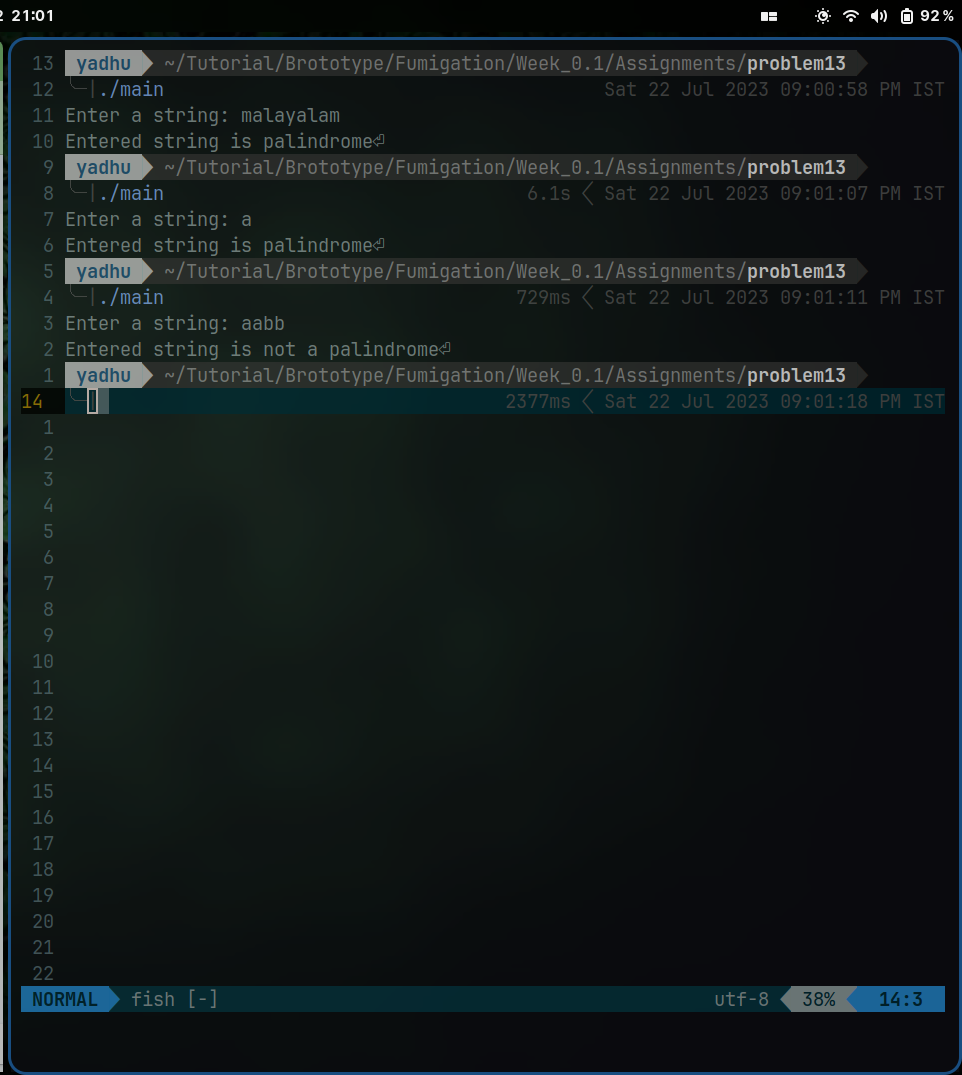 2 21:01 92%
13 yadhu ~/Tutorial/Brototype/Fumigation/Week_0.1/Assignments/problem13
12 ╰─|./main Sat 22 Jul 2023 09:00:58 PM IST
11 Enter a string: malayalam
10 Entered string is palindrome⏎
9 yadhu ~/Tutorial/Brototype/Fumigation/Week_0.1/Assignments/problem13
8 ╰─|./main 6.1s Sat 22 Jul 2023 09:01:07 PM IST
7 Enter a string: a
6 Entered string is palindrome⏎
5 yadhu ~/Tutorial/Brototype/Fumigation/Week_0.1/Assignments/problem13
4 ╰─|./main 729ms Sat 22 Jul 2023 09:01:11 PM IST
3 Enter a string: aabb
2 Entered string is not a palindrome⏎
1 yadhu ~/Tutorial/Brototype/Fumigation/Week_0.1/Assignments/problem13
14 ╰─| 2377ms Sat 22 Jul 2023 09:01:18 PM IST
1
2
3
4
5
6
7
8
9
10
11
12
13
14
15
16
17
18
19
20
21
22
NORMAL fish [-] utf-8 38% 14:3